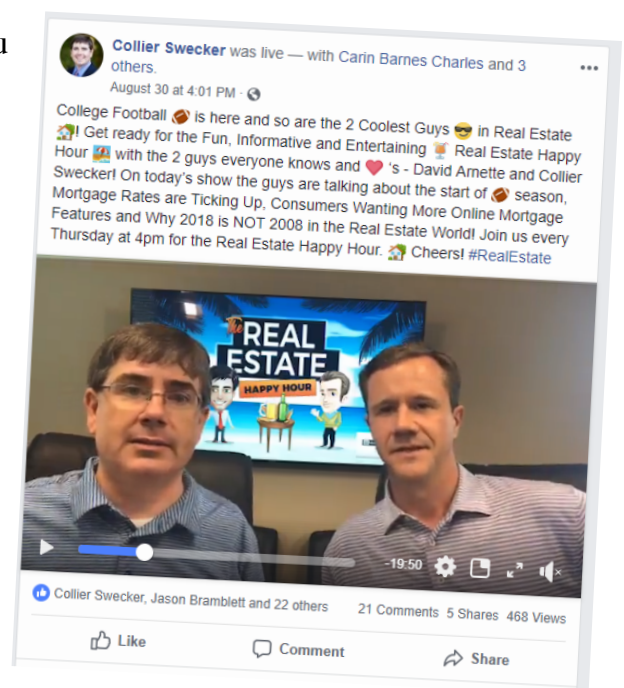 u
Collier Swecker was live — with Carin Barnes Charles and 3
others.
August 30 at 4:01 PM ·
College Football 🏈 is here and so are the 2 Coolest Guys 😎 in Real Estate
🏡! Get ready for the Fun, Informative and Entertaining 🍹 Real Estate Happy
Hour 🏖 with the 2 guys everyone knows and ❤ 's - David Arnette and Collier
Swecker! On today's show the guys are talking about the start of 🏈 season,
Mortgage Rates are Ticking Up, Consumers Wanting More Online Mortgage
Features and Why 2018 is NOT 2008 in the Real Estate World! Join us every
Thursday at 4pm for the Real Estate Happy Hour. 🏡 Cheers! #RealEstate
The
REAL
ESTATE
HAPPY HOUR
-19:50
Collier Swecker, Jason Bramblett and 22 others 21 Comments 5 Shares 468 Views
Like Comment Share